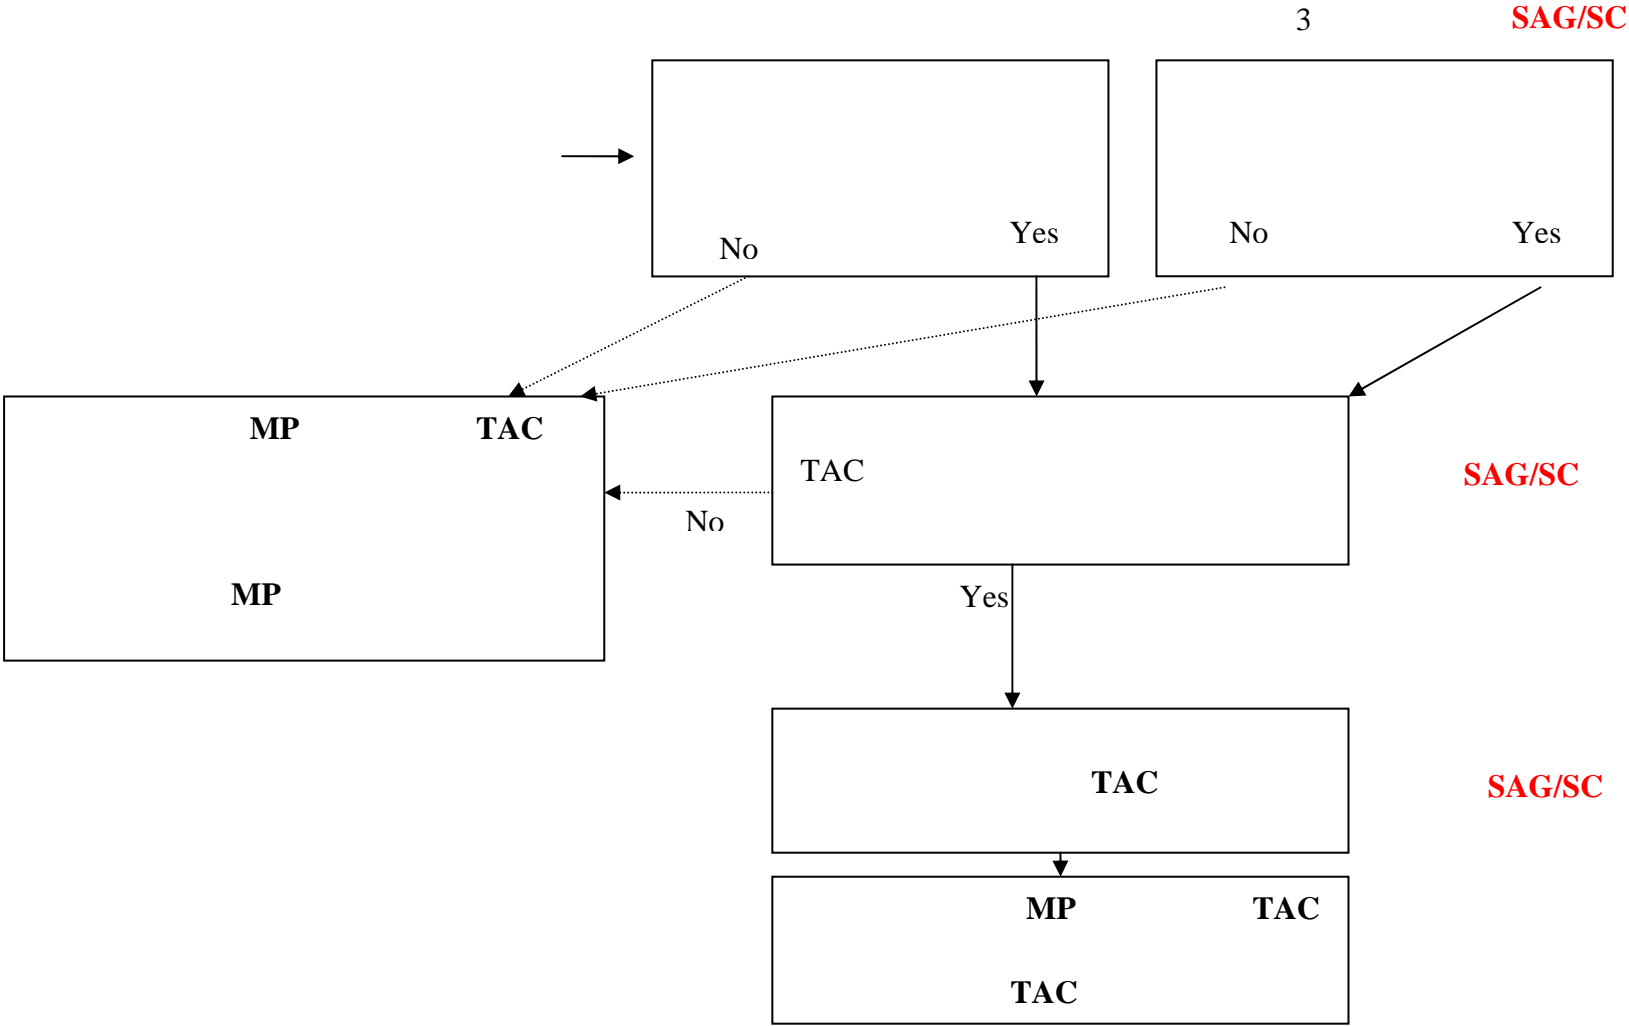 3 SAG/SC
No Yes No Yes
MP TAC
TAC SAG/SC
No
MP
Yes
TAC SAG/SC
MP TAC
TAC